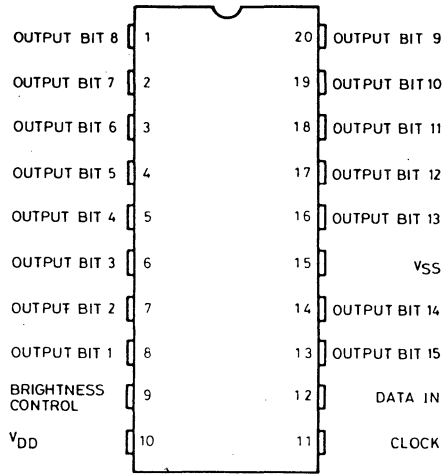 OUTPUT BIT 8 1 20 OUTPUT BIT 9
OUTPUT BIT 7 2 19 OUTPUT BIT 10
OUTPUT BIT 6 3 18 OUTPUT BIT 11
OUTPUT BIT 5 4 17 OUTPUT BIT 12
OUTPUT BIT 4 5 16 OUTPUT BIT 13
OUTPUT BIT 3 6 15 VSS
OUTPUT BIT 2 7 14 OUTPUT BIT 14
OUTPUT BIT 1 8 13 OUTPUT BIT 15
BRIGHTNESS
CONTROL 9 12 DATA IN
VDD 10 11 CLOCK